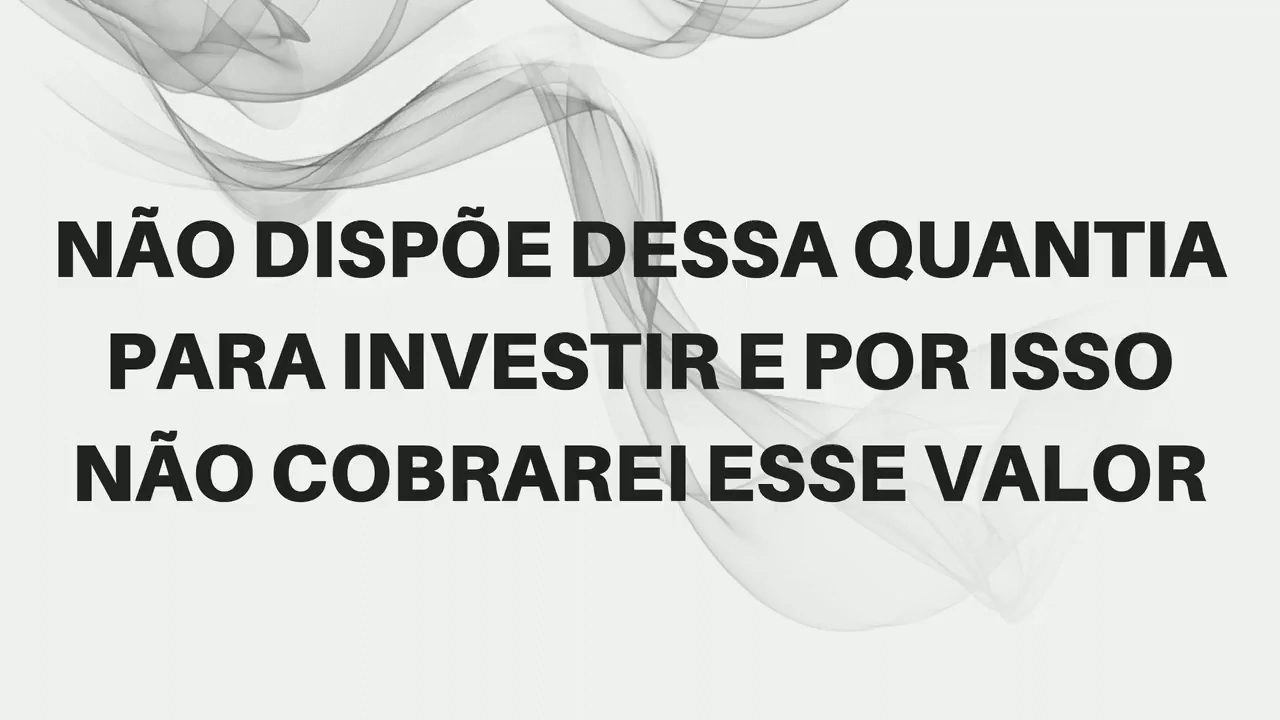 NÃO DISPÕE DESSA QUANTIA
PARA INVESTIR E POR ISSO
NÃO COBRAREI ESSE VALOR